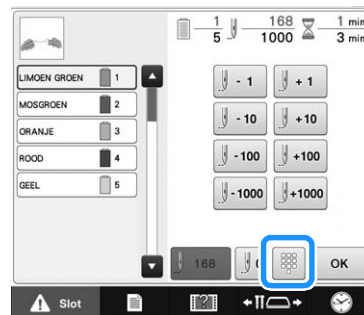 1 168 1 min
5 1000 3 min
LIMOEN GROEN 1
MOSGROEN 2
ORANJE 3
ROOD 4
GEEL 5
- 1 + 1
- 10 + 10
- 100 +100
- 1000 +1000
168 OK
Slot